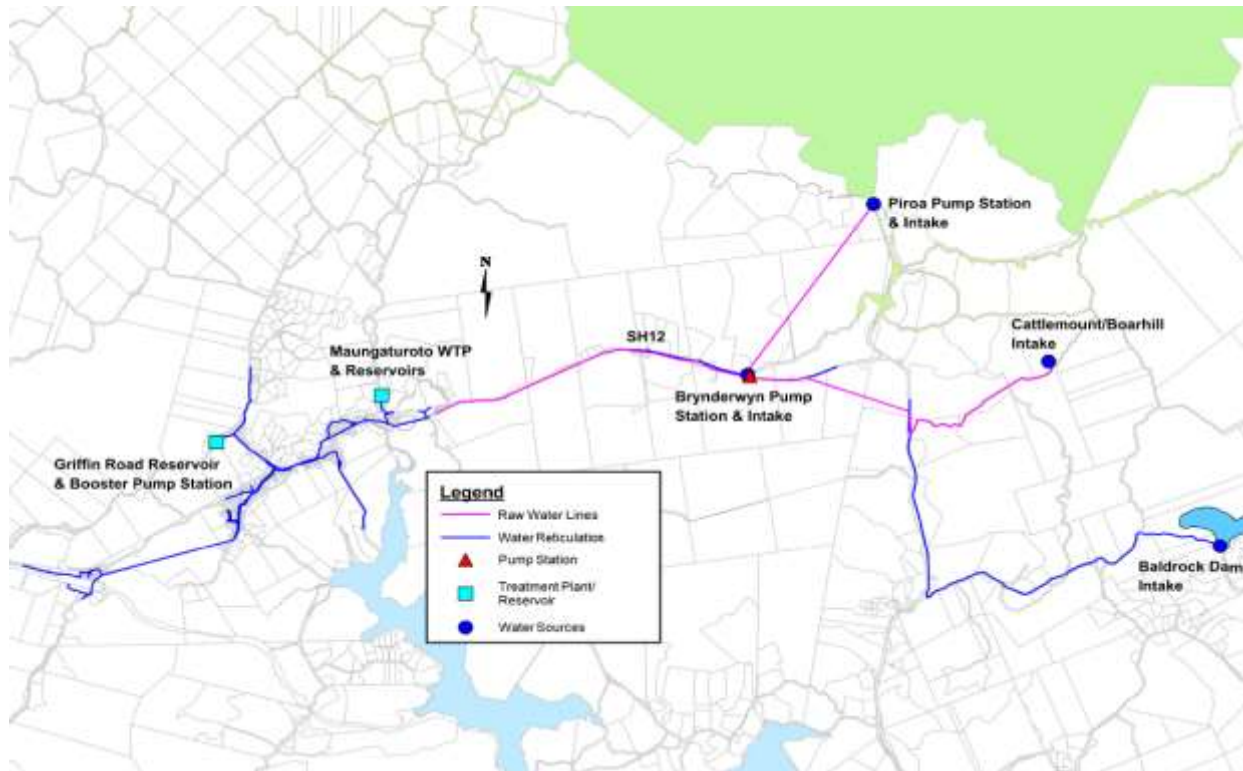 Piroa Pump Station
& Intake
N
Cattlemount/Boarhill
Intake
SH12
Maungaturoto WTP
& Reservoirs
Brynderwyn Pump
Station & Intake
Griffin Road Reservoir
& Booster Pump Station
Baldrock Dam
Intake
Legend
Raw Water Lines
Water Reticulation
Pump Station
Treatment Plant/
Reservoir
Water Sources